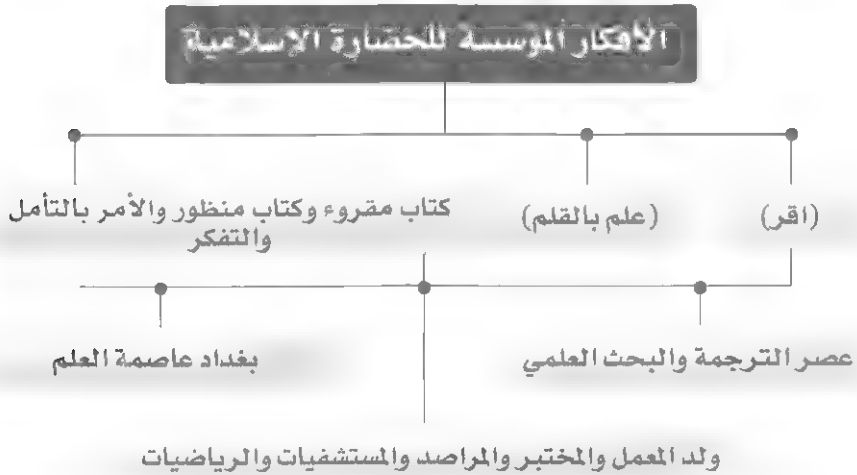 الأفكار المؤسسة للحضارة الإسلامية
(اقر)
(علم بالقلم)
كتاب مقروء وكتاب منظور والأمر بالتأمل
والتفكر
عصر الترجمة والبحث العلمي
بغداد عاصمة العلم
ولد المعمل والمختبر والمراصد والمستشفيات والرياضيات